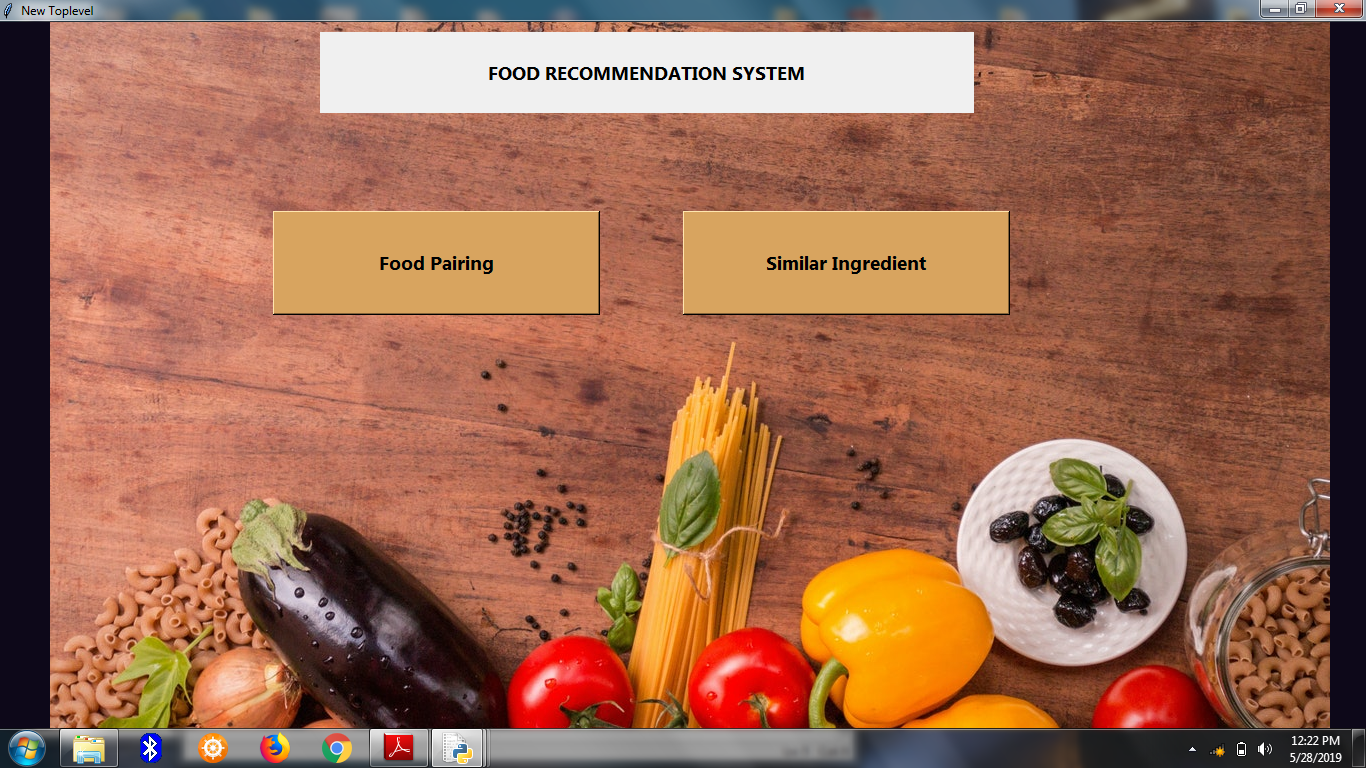 New Toplevel
FOOD RECOMMENDATION SYSTEM
Food Pairing
Similar Ingredient
12:22 PM
5/28/2019